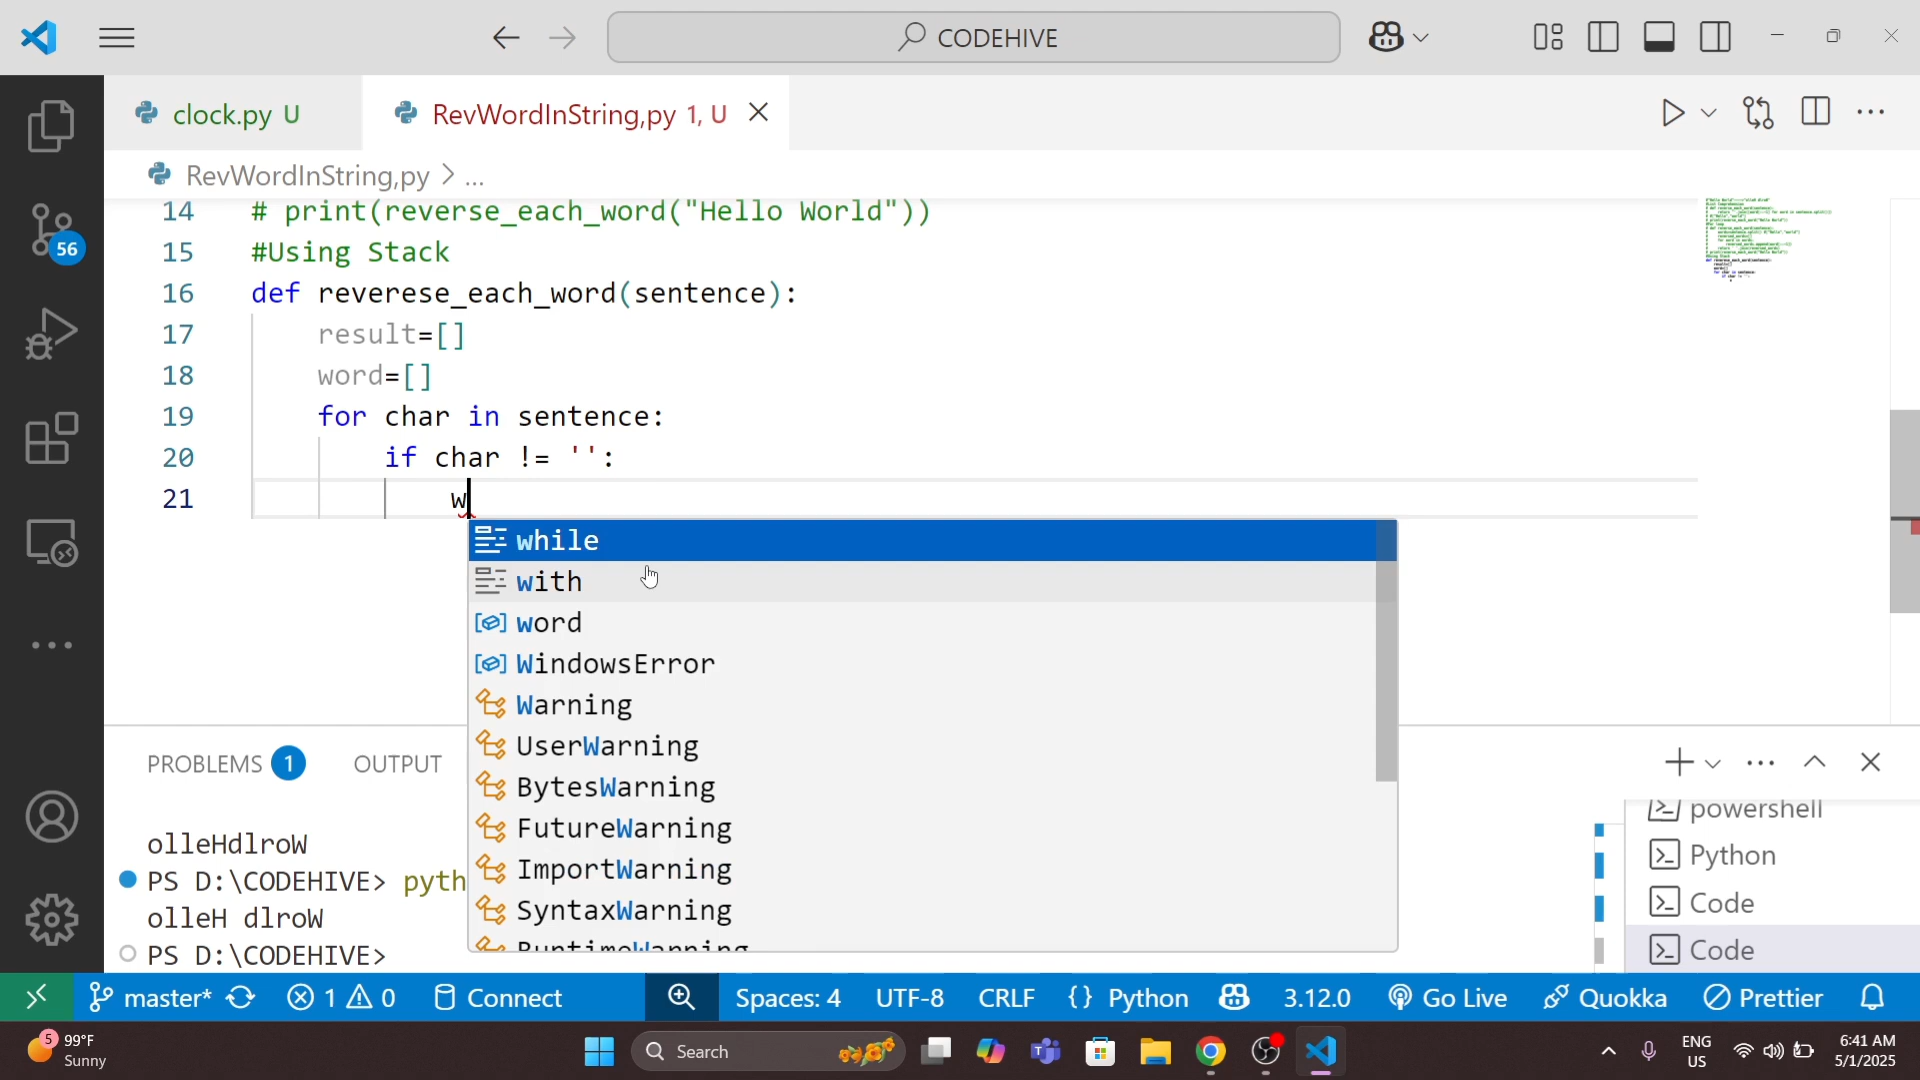 CODEHIVE
clock.py U
RevWordInString,py 1, U
RevWordInString,py > ...
14 # print(reverse_each_word("Hello World"))
15 #Using Stack
16 def reverese_each_word(sentence):
17 result=[]
18 word=[]
19 for char in sentence:
20 if char != '':
21 w
while
with
word
WindowsError
Warning
UserWarning
BytesWarning
FutureWarning
ImportWarning
SyntaxWarning
RuntimeWarning
56
PROBLEMS 1 OUTPUT
olleHdlroW
PS D:\CODEHIVE> pyth
olleH dlroW
PS D:\CODEHIVE>
powershell
Python
Code
Code
master* 1 0 Connect Spaces: 4 UTF-8 CRLF {} Python 3.12.0 Go Live Quokka Prettier
5 99°F
Sunny
Search
ENG
US
6:41 AM
5/1/2025